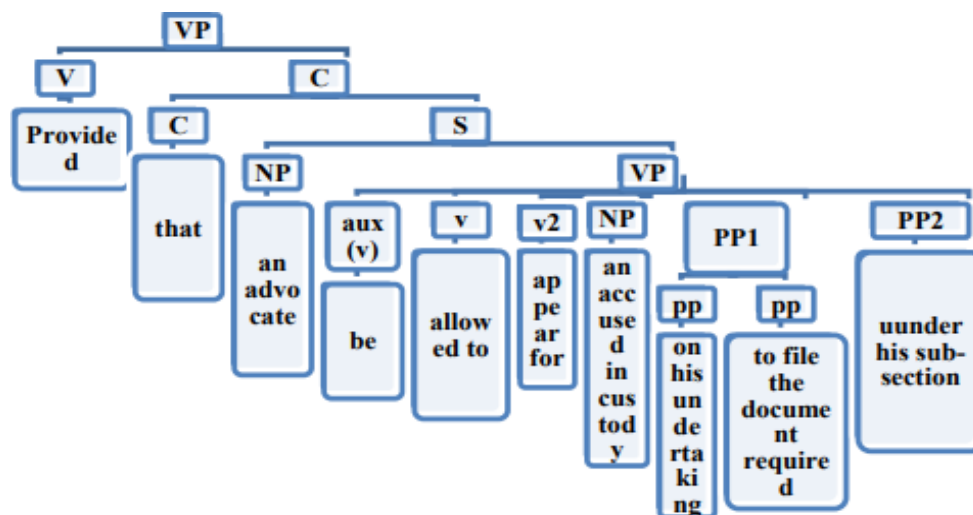 VP
V
C
Provide
d
C
S
that
NP
VP
an
advo
cate
aux
(v)
be
v
allow
ed to
v2
ap
pe
ar
for
NP
an
acc
use
d
in
cus
tod
y
PP1
pp
on
his
un
de
rta
ki
ng
pp
to file
the
docume
nt
require
d
PP2
uunder
his sub-
section